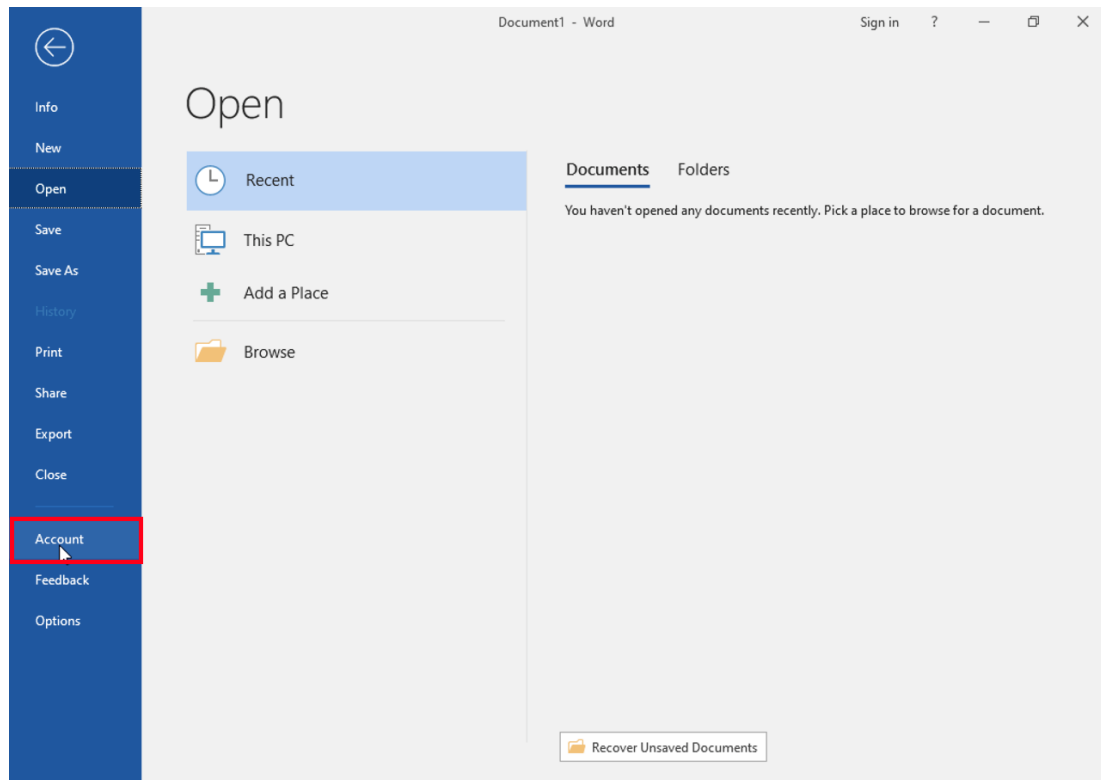 Document1 - Word
Sign in ?
Info
New
Open
Save
Save As
History
Print
Share
Export
Close
Account
Feedback
Options
Open
Recent
This PC
Add a Place
Browse
Documents Folders
You haven't opened any documents recently. Pick a place to browse for a document.
Recover Unsaved Documents